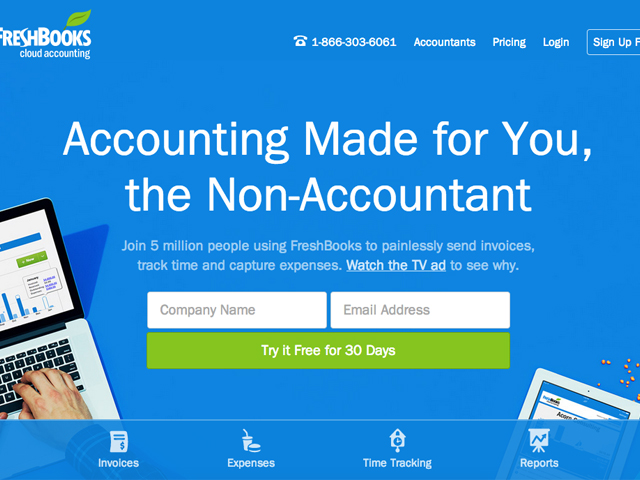 FRESHBOOKS
cloud accounting
1-866-303-6061 Accountants Pricing Login Sign Up F
Accounting Made for You,
the Non-Accountant
Join 5 million people using FreshBooks to painlessly send invoices,
track time and capture expenses. Watch the TV ad to see why.
Company Name Email Address
Try it Free for 30 Days
FRESHBOOKS
Invoices Expenses Time Tracking Reports